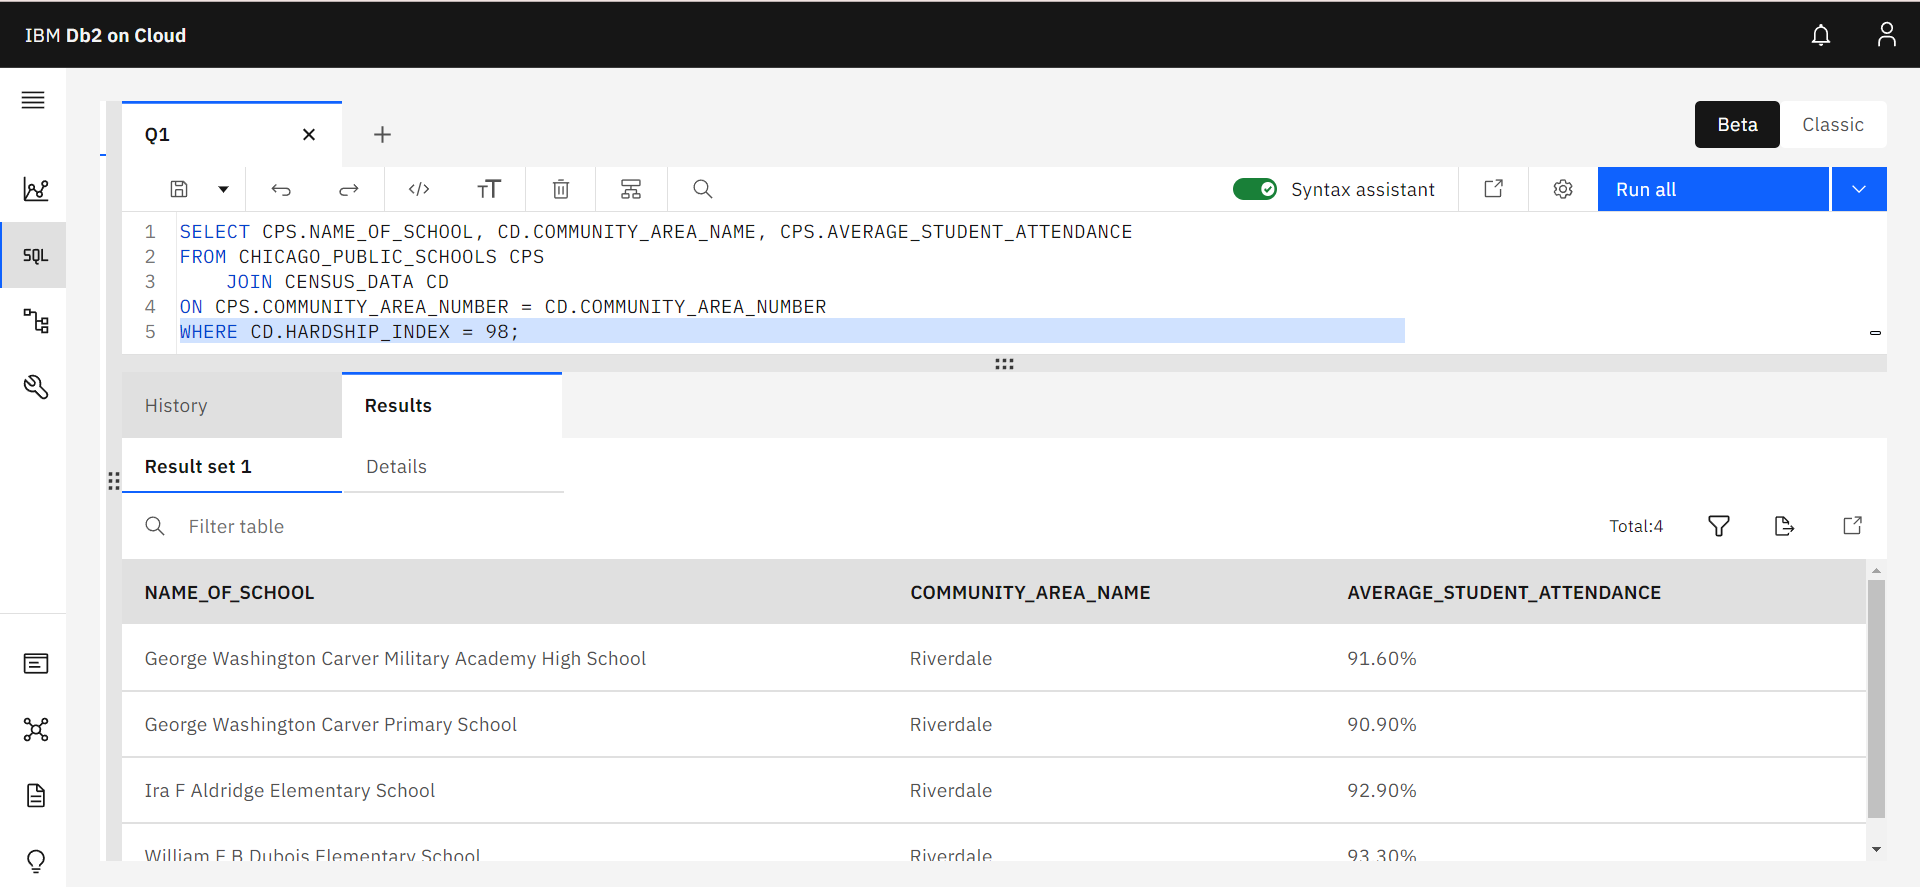 IBM Db2 on Cloud
Q1
Beta
Classic
Syntax assistant
Run all
SQL
1 SELECT CPS.NAME_OF_SCHOOL, CD.COMMUNITY_AREA_NAME, CPS.AVERAGE_STUDENT_ATTENDANCE
2 FROM CHICAGO_PUBLIC_SCHOOLS CPS
3 JOIN CENSUS_DATA CD
4 ON CPS.COMMUNITY_AREA_NUMBER = CD.COMMUNITY_AREA_NUMBER
5 WHERE CD.HARDSHIP_INDEX = 98;
History
Results
Result set 1
Details
Filter table
Total:4
NAME_OF_SCHOOL COMMUNITY_AREA_NAME AVERAGE_STUDENT_ATTENDANCE
George Washington Carver Military Academy High School Riverdale 91.60%
George Washington Carver Primary School Riverdale 90.90%
Ira F Aldridge Elementary School Riverdale 92.90%
William E B Dubois Elementary School Riverdale 93.30%